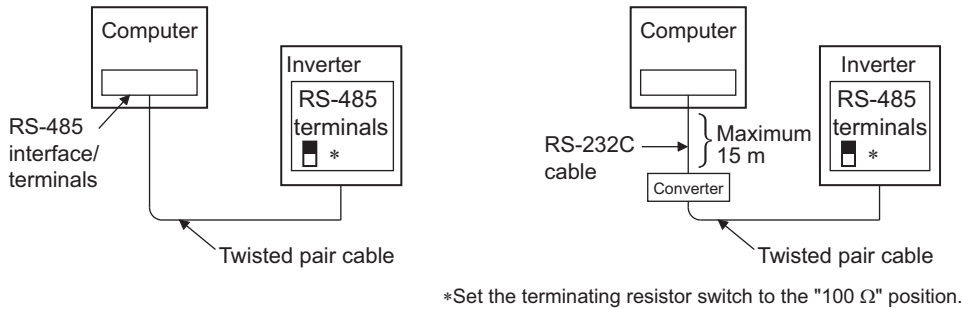 Computer
RS-485
interface/
terminals
Inverter
RS-485
terminals
*
Twisted pair cable
Computer
RS-232C
cable
Maximum
15 m
Converter
Inverter
RS-485
terminals
*
Twisted pair cable
*Set the terminating resistor switch to the "100 Ω" position.